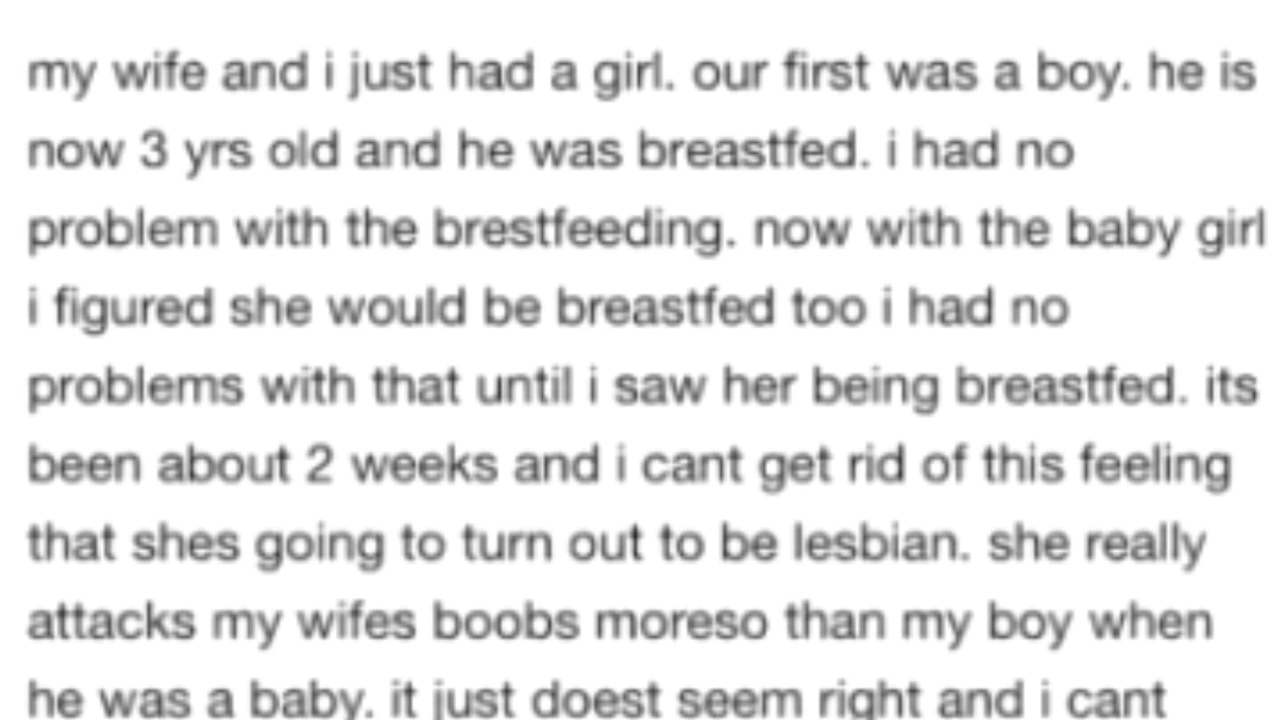 my wife and i just had a girl. our first was a boy. he is
now 3 yrs old and he was breastfed. i had no
problem with the brestfeeding. now with the baby girl
i figured she would be breastfed too i had no
problems with that until i saw her being breastfed. its
been about 2 weeks and i cant get rid of this feeling
that shes going to turn out to be lesbian. she really
attacks my wifes boobs moreso than my boy when
he was a baby. it just doest seem right and i cant